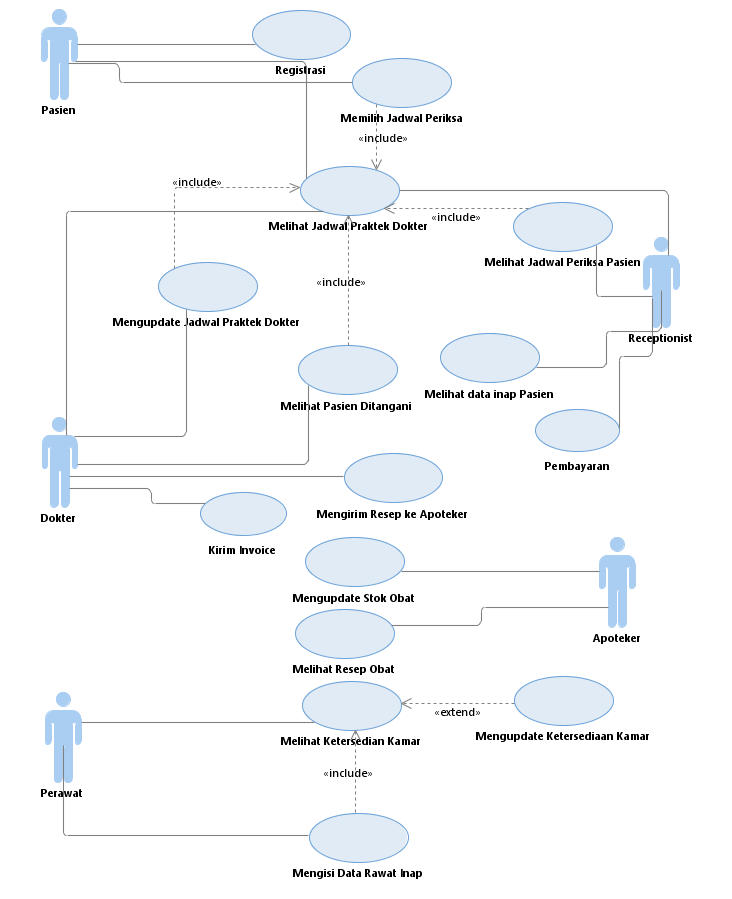 Registrasi
Pasien
Memilih Jadwal Periksa
«include»
«include»
«include»
Melihat Jadwal Praktek Dokter
Melihat Jadwal Periksa Pasien
«include»
Mengupdate Jadwal Praktek Dokter
Receptionist
Melihat data inap Pasien
Melihat Pasien Ditangani
Pembayaran
Mengirim Resep ke Apoteker
Dokter
Kirim Invoice
Mengupdate Stok Obat
Apoteker
Melihat Resep Obat
«extend»
Mengupdate Ketersediaan Kamar
Melihat Ketersedian Kamar
«include»
Perawat
Mengisi Data Rawat Inap